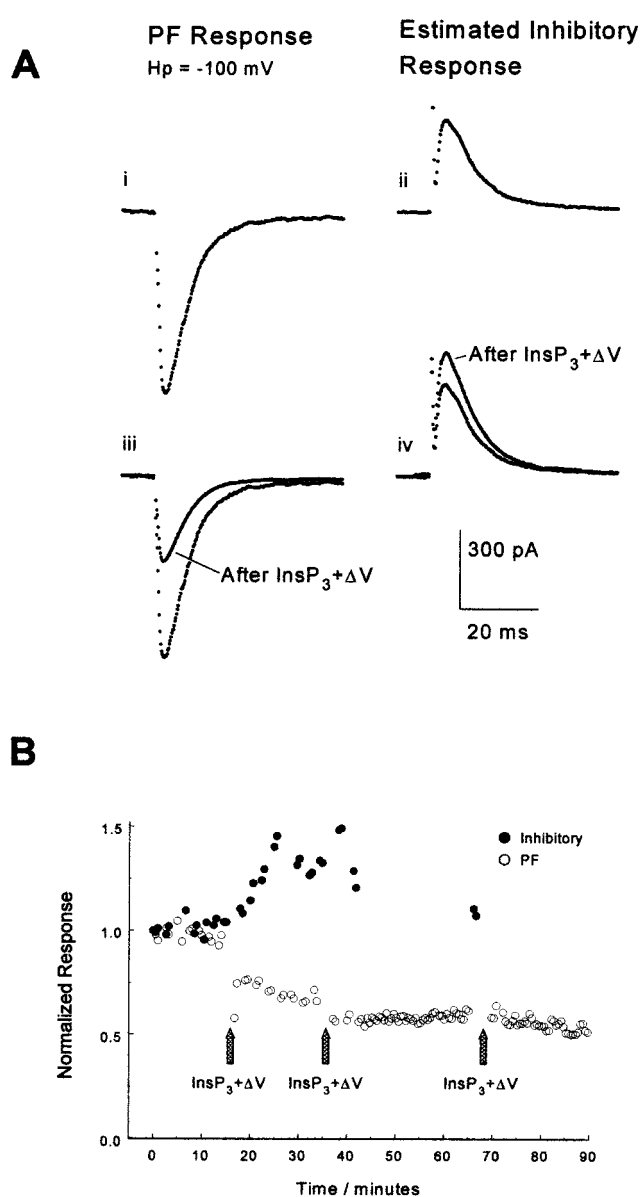 A
PF Response
Hp = -100 mV
Estimated Inhibitory
Response
i
ii
After InsP3+ΔV
iii
iv
After InsP3+ΔV
300 pA
20 ms
B
Normalized Response
1.5
1.0
0.5
0.0
Inhibitory
PF
InsP3+ΔV
InsP3+ΔV
InsP3+ΔV
0 10 20 30 40 50 60 70 80 90
Time / minutes